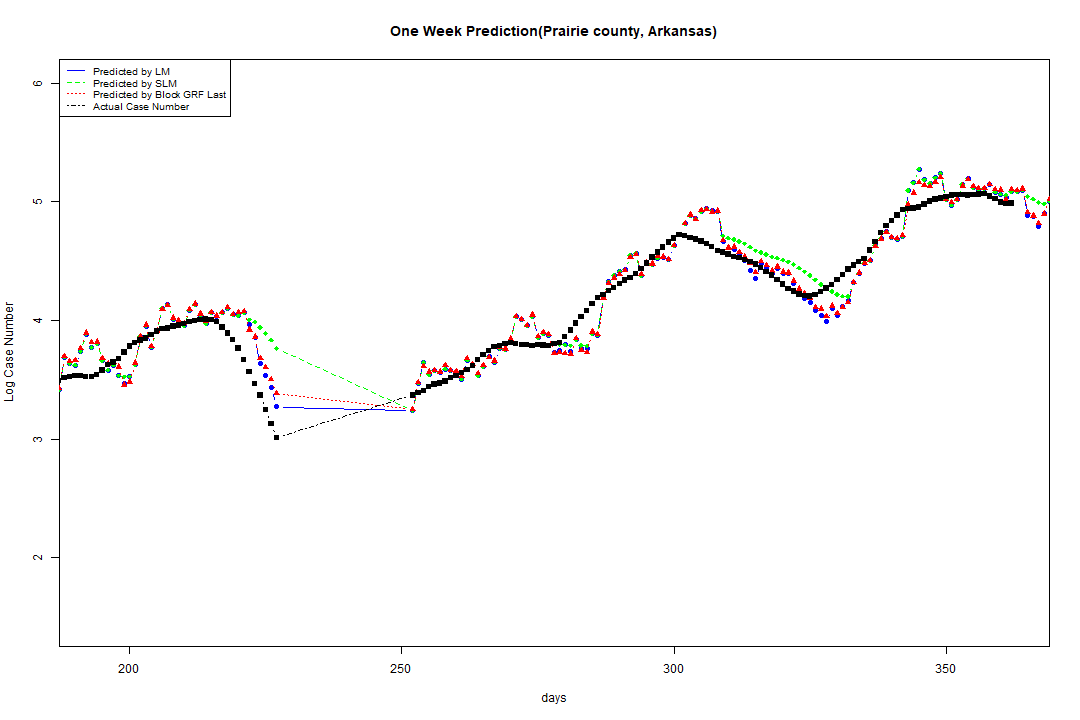 One Week Prediction(Prairie county, Arkansas)
Predicted by LM
Predicted by SLM
Predicted by Block GRF Last
Actual Case Number
6
5
4
3
2
Log Case Number
200
250
300
350
days